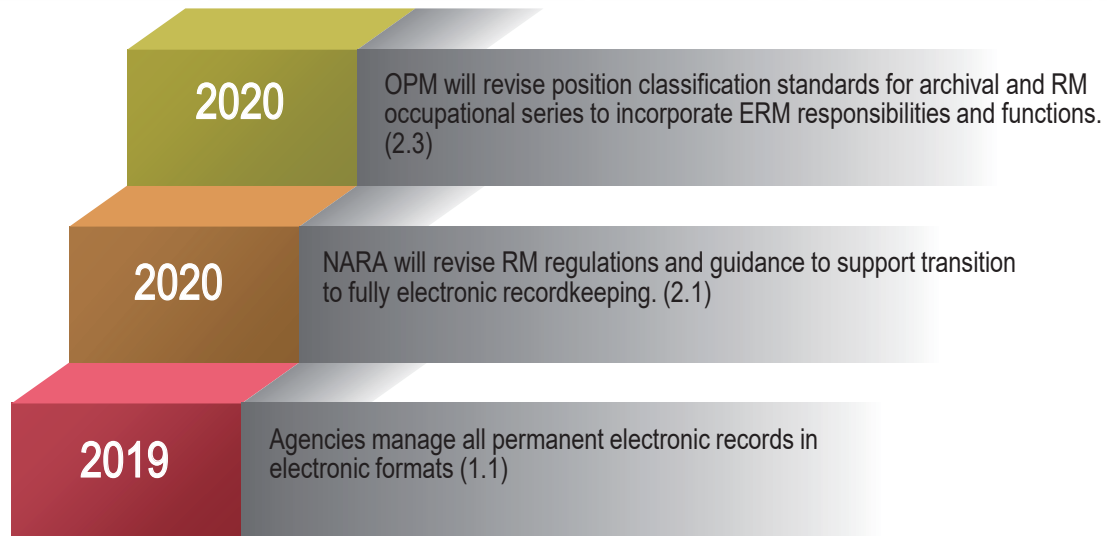 2020
OPM will revise position classification standards for archival and RM
occupational series to incorporate ERM responsibilities and functions.
(2.3)
2020
NARA will revise RM regulations and guidance to support transition
to fully electronic recordkeeping. (2.1)
2019
Agencies manage all permanent electronic records in
electronic formats (1.1)